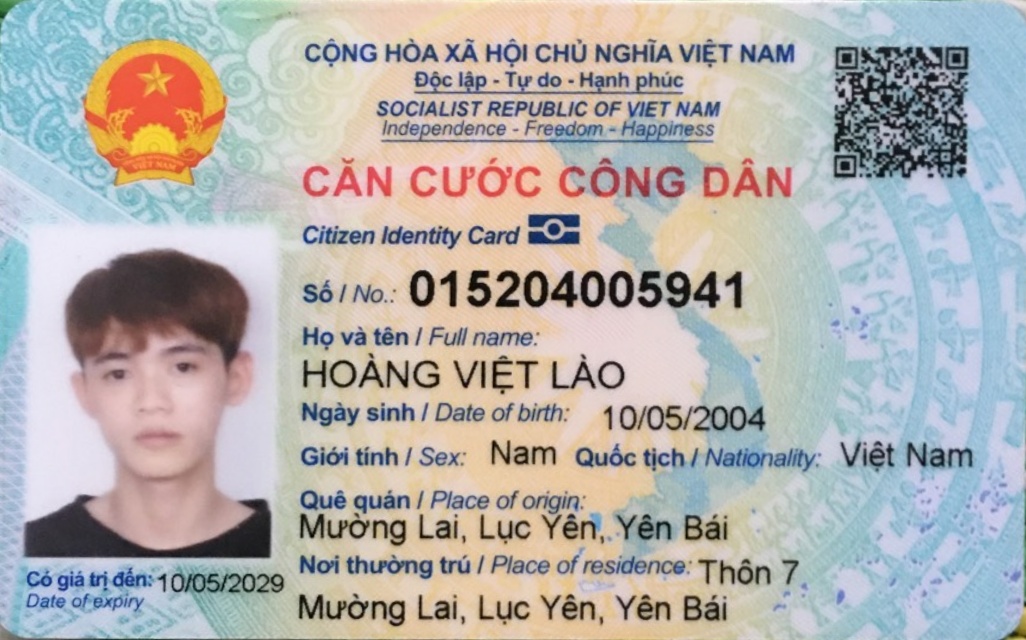 CỘNG HÒA XÃ HỘI CHỦ NGHĨA VIỆT NAM
Độc lập - Tự do - Hạnh phúc
SOCIALIST REPUBLIC OF VIET NAM
Independence - Freedom - Happiness
VIỆT NAM
CĂN CƯỚC CÔNG DÂN
Citizen Identity Card
Số / No.: 015204005941
Họ và tên / Full name:
HOÀNG VIỆT LÀO
Ngày sinh / Date of birth: 10/05/2004
Giới tính / Sex: Nam Quốc tịch / Nationality: Việt Nam
Quê quán / Place of origin:
Mường Lai, Lục Yên, Yên Bái
Nơi thường trú / Place of residence: Thôn 7
Mường Lai, Lục Yên, Yên Bái
Có giá trị đến: 10/05/2029
Date of expiry